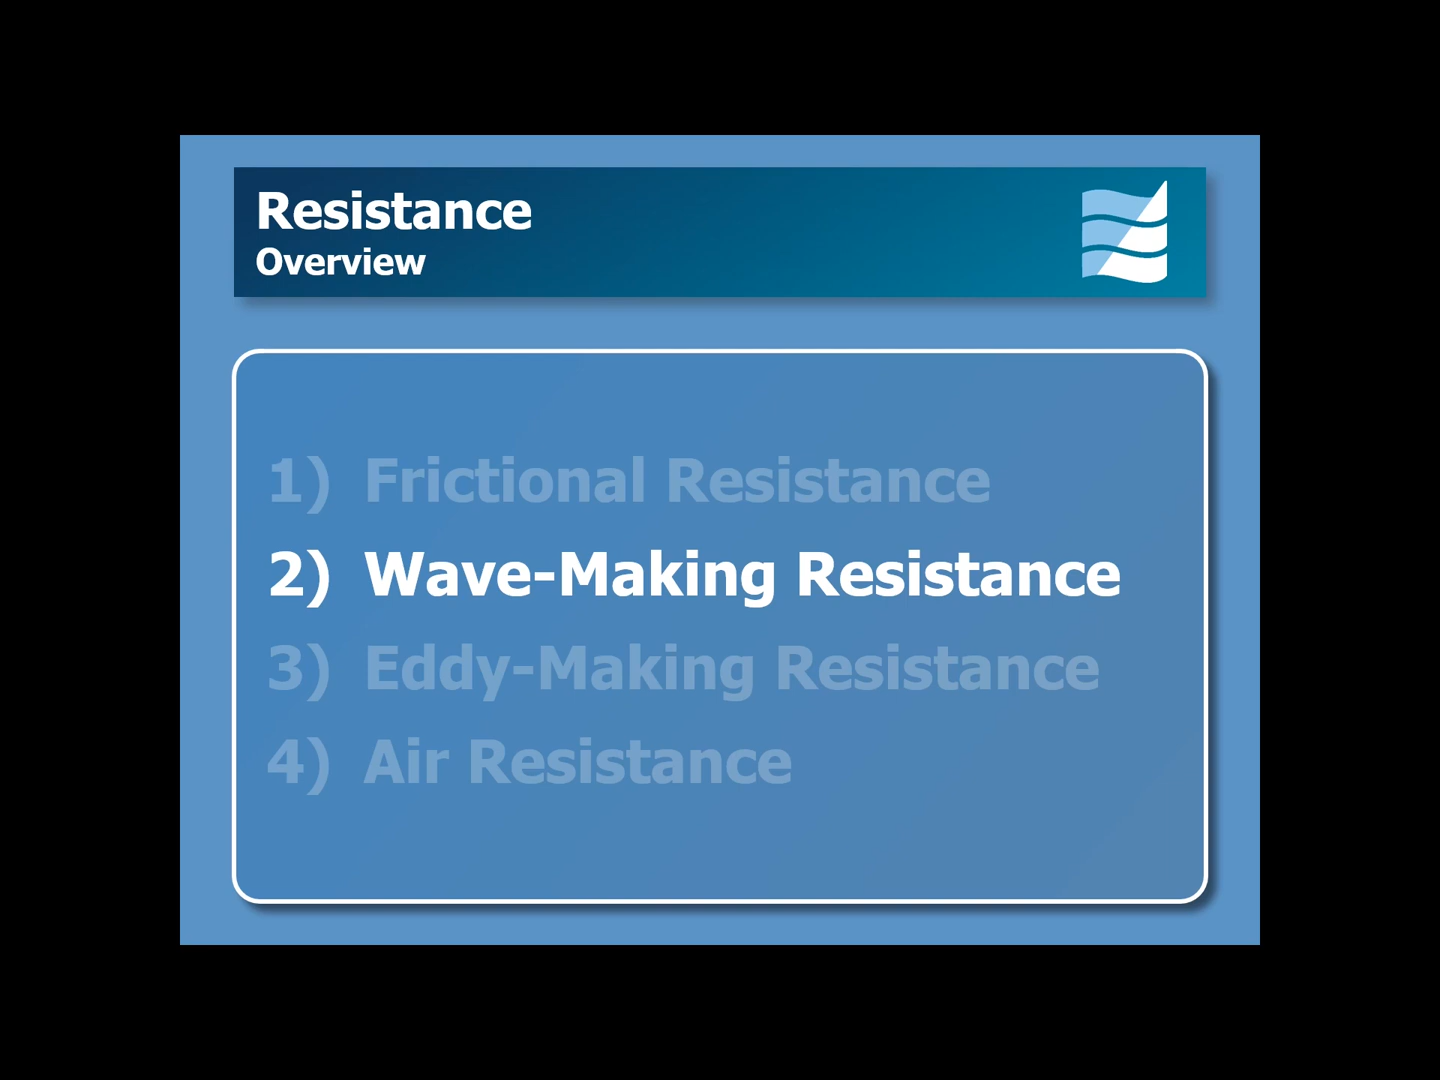 Resistance
Overview
1) Frictional Resistance
2) Wave-Making Resistance
3) Eddy-Making Resistance
4) Air Resistance